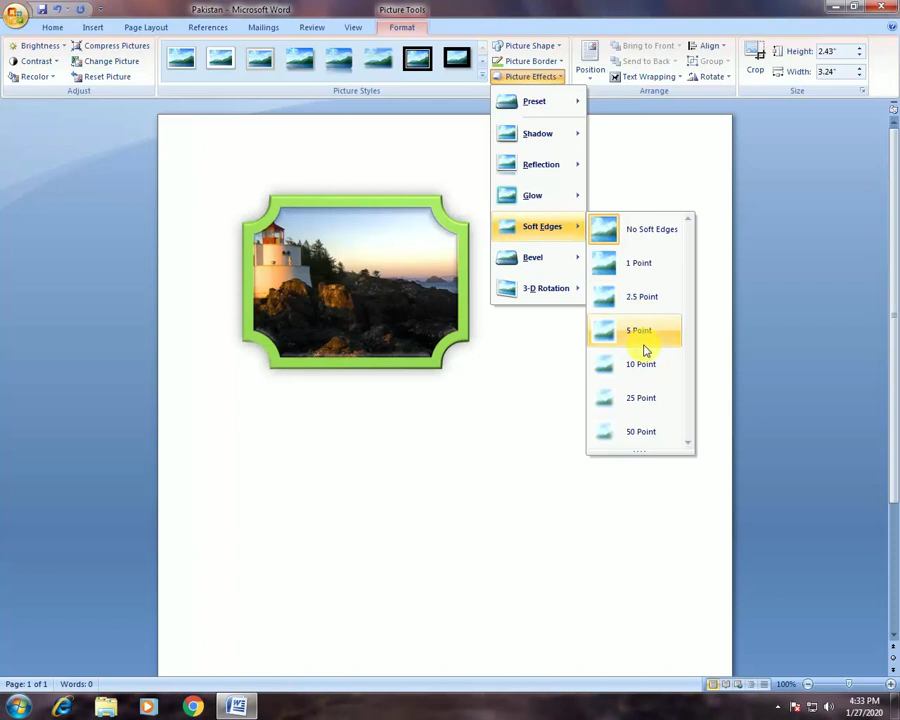 Pakistan - Microsoft Word
Picture Tools
Home Insert Page Layout References Mailings Review View Format
Brightness Compress Pictures
Contrast Change Picture
Recolor Reset Picture
Picture Shape
Picture Border
Picture Effects
Position
Bring to Front
Send to Back
Text Wrapping
Align
Group
Rotate
Crop
Height: 2.43"
Width: 3.24"
Adjust Picture Styles Arrange Size
Preset
Shadow
Reflection
Glow
Soft Edges
Bevel
3-D Rotation
No Soft Edges
1 Point
2.5 Point
5 Point
10 Point
25 Point
50 Point
Page: 1 of 1 Words: 0
100%
4:33 PM
1/27/2020